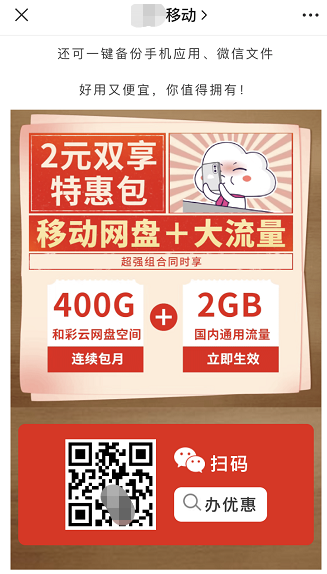 移动
还可一键备份手机应用、微信文件
好用又便宜，你值得拥有！
2元双享
特惠包
移动网盘＋大流量
超强组合同时享
400G
和彩云网盘空间
连续包月
+
2GB
国内通用流量
立即生效
扫码
办优惠